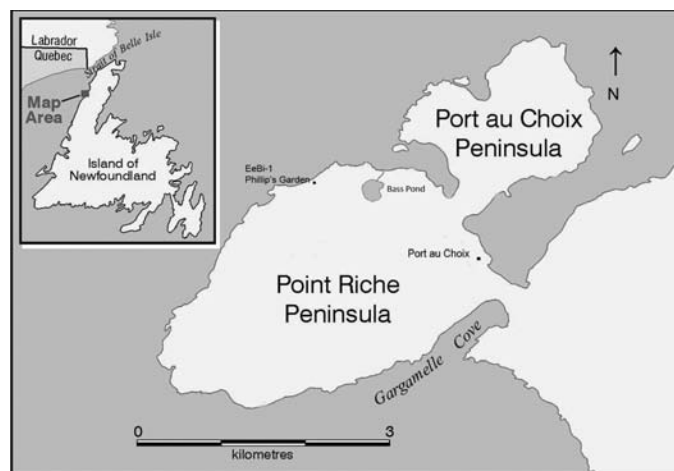 Labrador
Quebec
Strait of Belle Isle
Map
Area
Island of
Newfoundland
N
Port au Choix
Peninsula
EeBi-1
Phillip's Garden
Bass Pond
Port au Choix
Point Riche
Peninsula
Gargamelle Cove
0 3
kilometres